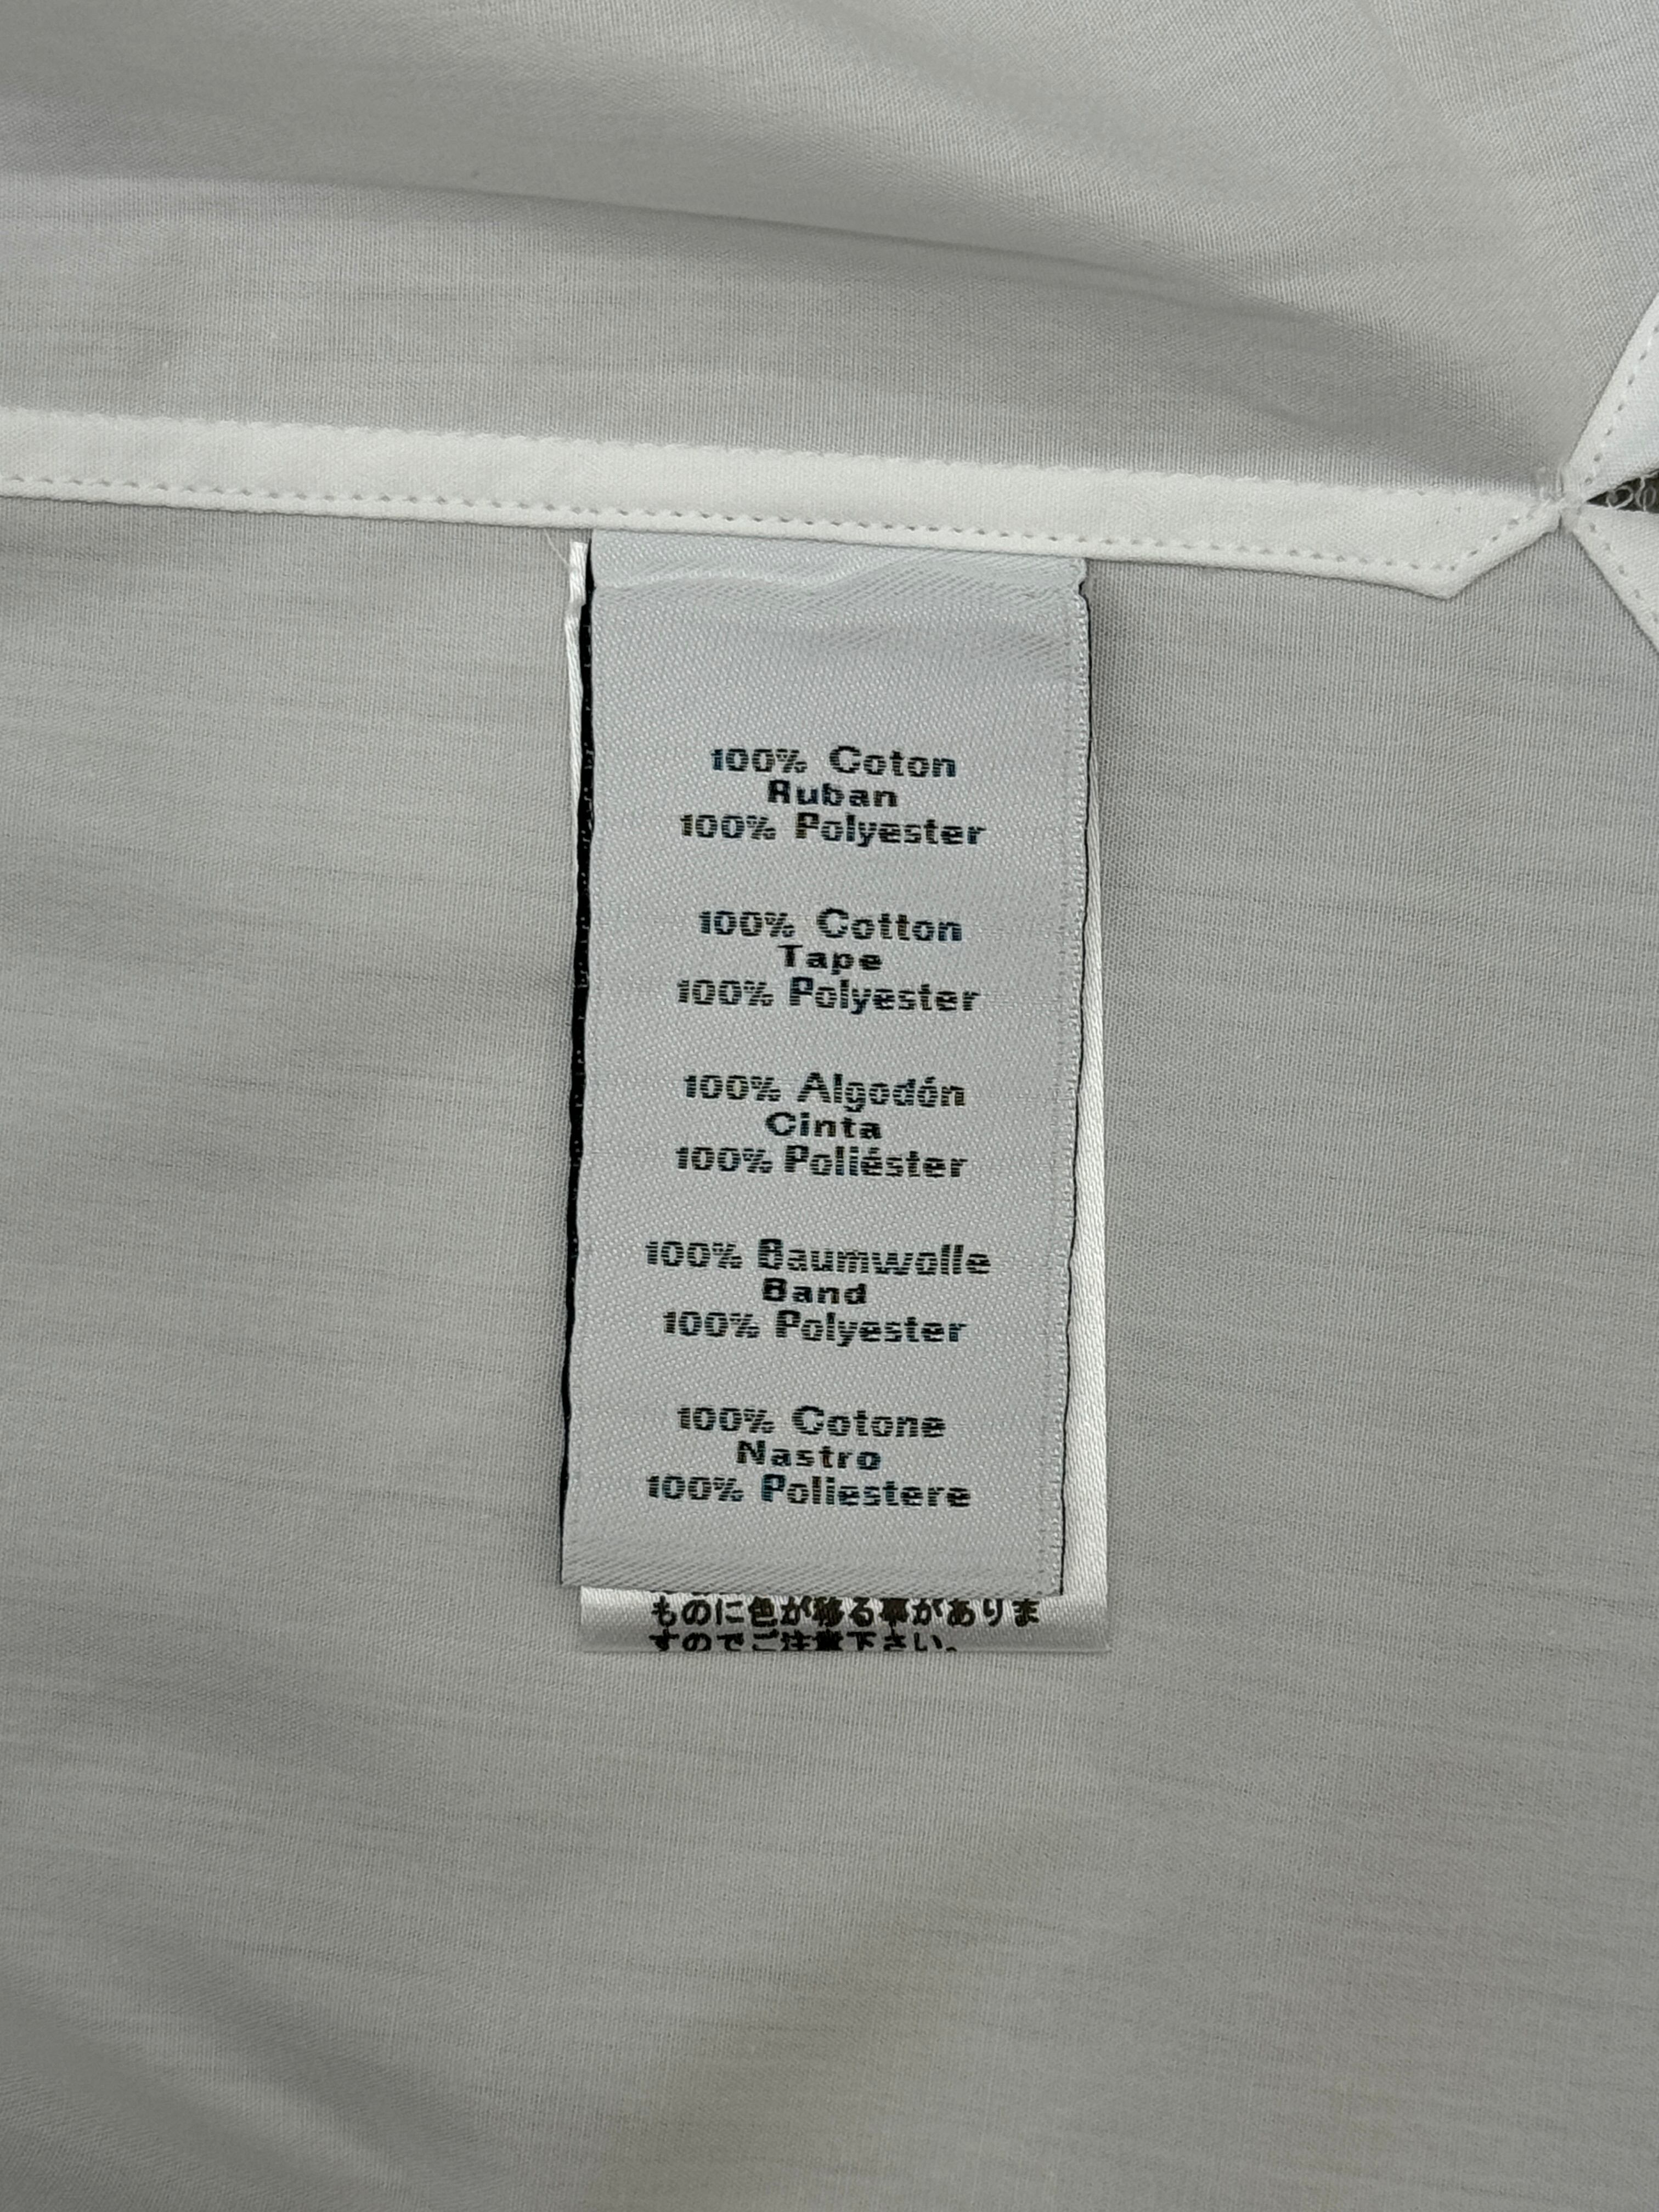 100% Coton
Ruban
100% Polyester
100% Cotton
Tape
100% Polyester
100% Algodón
Cinta
100% Poliéster
100% Baumwolle
Band
100% Polyester
100% Cotone
Nastro
100% Poliestere
ものに色が移る事がありま
すのでご注意下さい。